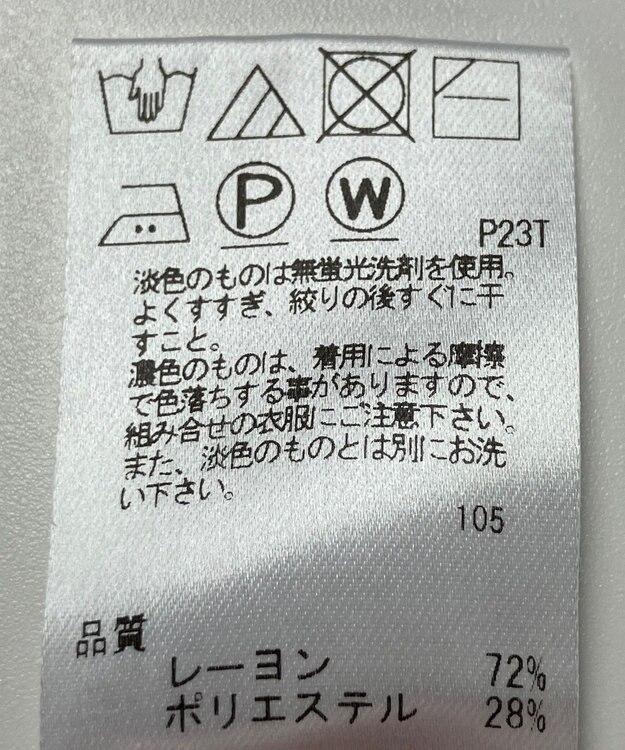 P W
P23T
淡色のものは無蛍光洗剤を使用。
よくすすぎ、絞りの後すぐに干
すこと。
濃色のものは、着用による摩擦
で色落ちする事がありますので、
組み合せの衣服にご注意下さい。
また、淡色のものとは別にお洗
い下さい。
105
品質
レーヨン 72%
ポリエステル 28%